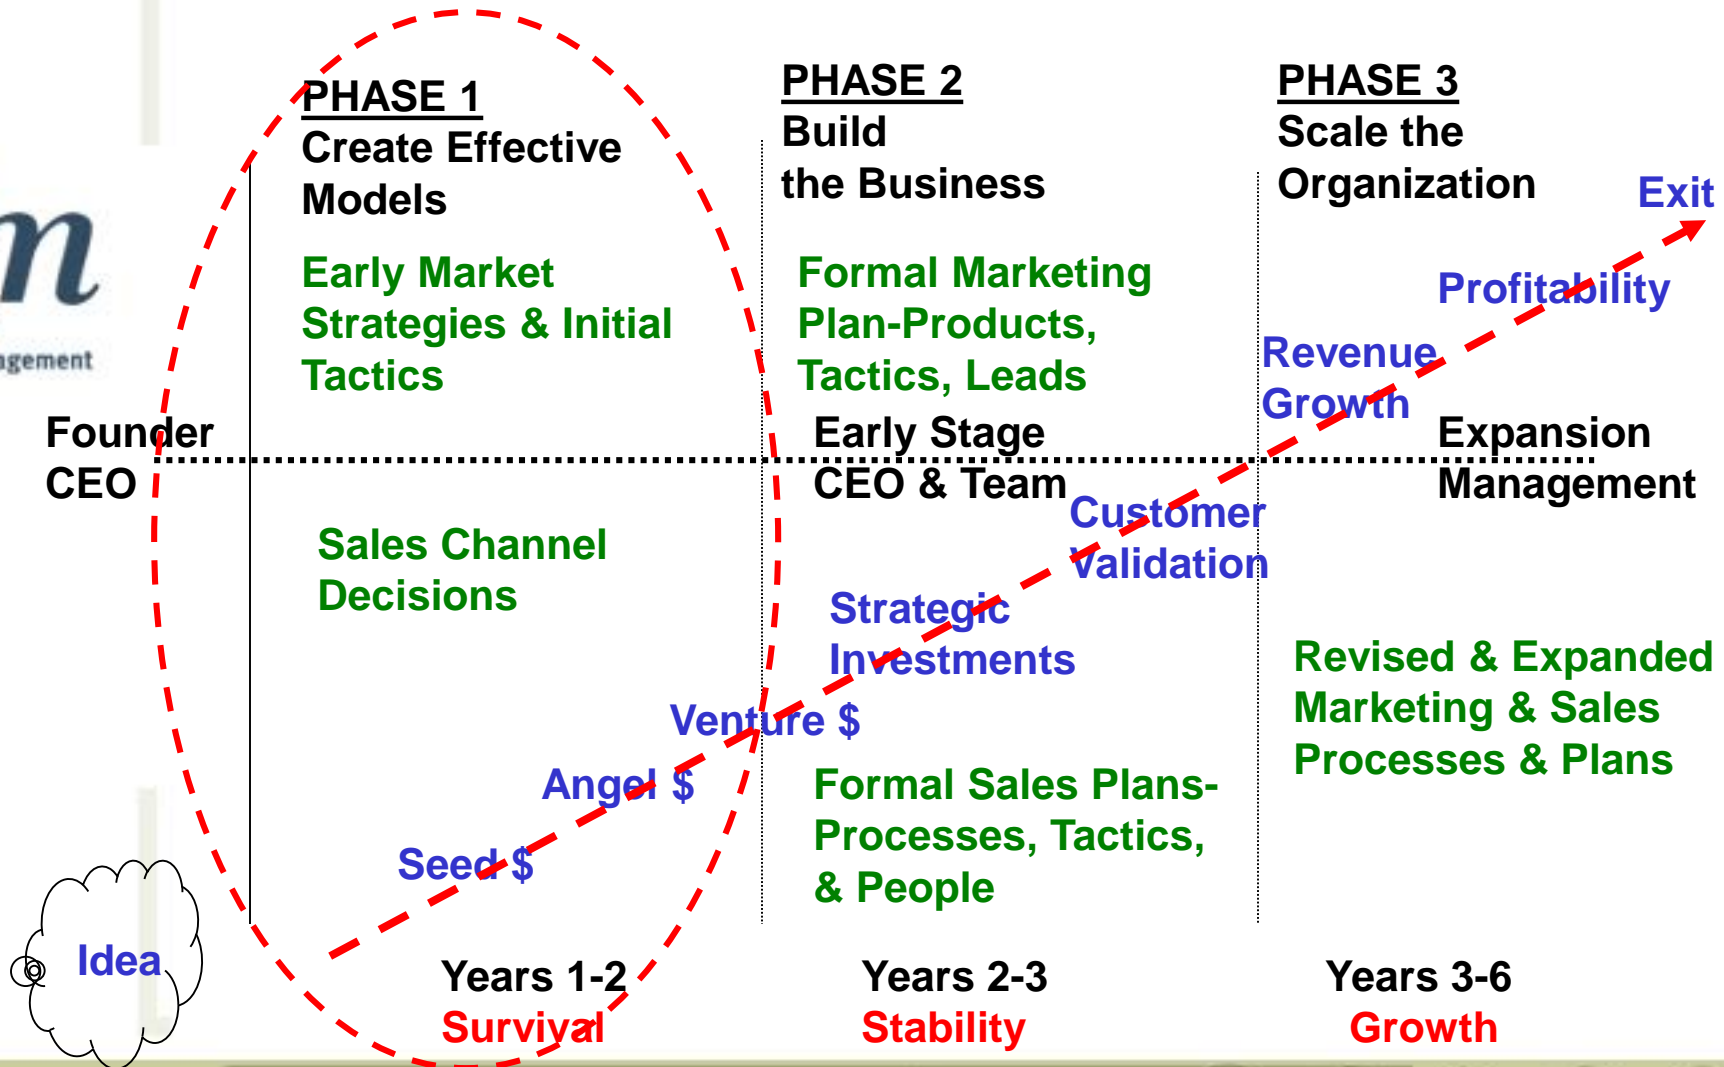 PHASE 1
Create Effective
Models
Early Market
Strategies & Initial
Tactics
PHASE 2
Build
the Business
Formal Marketing
Plan-Products,
Tactics, Leads
PHASE 3
Scale the
Organization
Exit
Profitability
Revenue
Growth
m
Founder
CEO
Early Stage
CEO & Team
Expansion
Management
Customer
Validation
Sales Channel
Decisions
Strategic
Investments
Revised & Expanded
Marketing & Sales
Processes & Plans
Venture $
Angel $
Seed $
Formal Sales Plans-
Processes, Tactics,
& People
Idea
Years 1-2
Survival
Years 2-3
Stability
Years 3-6
Growth